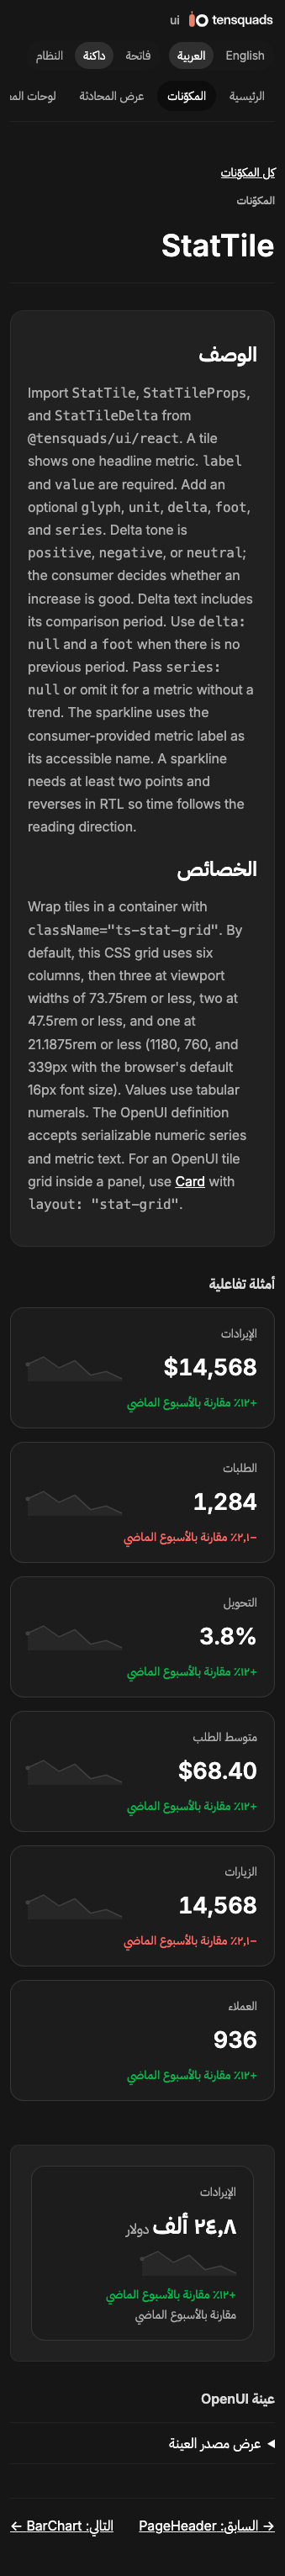 tensquads ui
English العربية فاتحة داكنة النظام
الرئيسية المكوّنات عرض المحادثة لوحات
كل المكوّنات
المكوّنات
StatTile
الوصف
Import StatTile, StatTileProps,
and StatTileDelta from
@tensquads/ui/react. A tile
shows one headline metric. label
and value are required. Add an
optional glyph, unit, delta, foot,
and series. Delta tone is
positive, negative, or neutral;
the consumer decides whether an
increase is good. Delta text includes
its comparison period. Use delta:
null and a foot when there is no
previous period. Pass series:
null or omit it for a metric without a
trend. The sparkline uses the
consumer-provided metric label as
its accessible name. A sparkline
needs at least two points and
reverses in RTL so time follows the
reading direction.
الخصائص
Wrap tiles in a container with
className="ts-stat-grid". By
default, this CSS grid uses six
columns, then three at viewport
widths of 73.75rem or less, two at
47.5rem or less, and one at
21.1875rem or less (1180, 760, and
339px with the browser's default
16px font size). Values use tabular
numerals. The OpenUI definition
accepts serializable numeric series
and metric text. For an OpenUI tile
grid inside a panel, use Card with
layout: "stat-grid".
أمثلة تفاعلية
الإيرادات
$14,568
+١٢٪ مقارنة بالأسبوع الماضي
الطلبات
1,284
−٢,١٪ مقارنة بالأسبوع الماضي
التحويل
3.8%
+١٢٪ مقارنة بالأسبوع الماضي
متوسط الطلب
$68.40
+١٢٪ مقارنة بالأسبوع الماضي
الزيارات
14,568
−٢,١٪ مقارنة بالأسبوع الماضي
العملاء
936
+١٢٪ مقارنة بالأسبوع الماضي
الإيرادات
٢٤,٨ ألف دولار
+١٢٪ مقارنة بالأسبوع الماضي
مقارنة بالأسبوع الماضي
عينة OpenUI
◀ عرض مصدر العينة
→ السابق: PageHeader التالي: BarChart ←